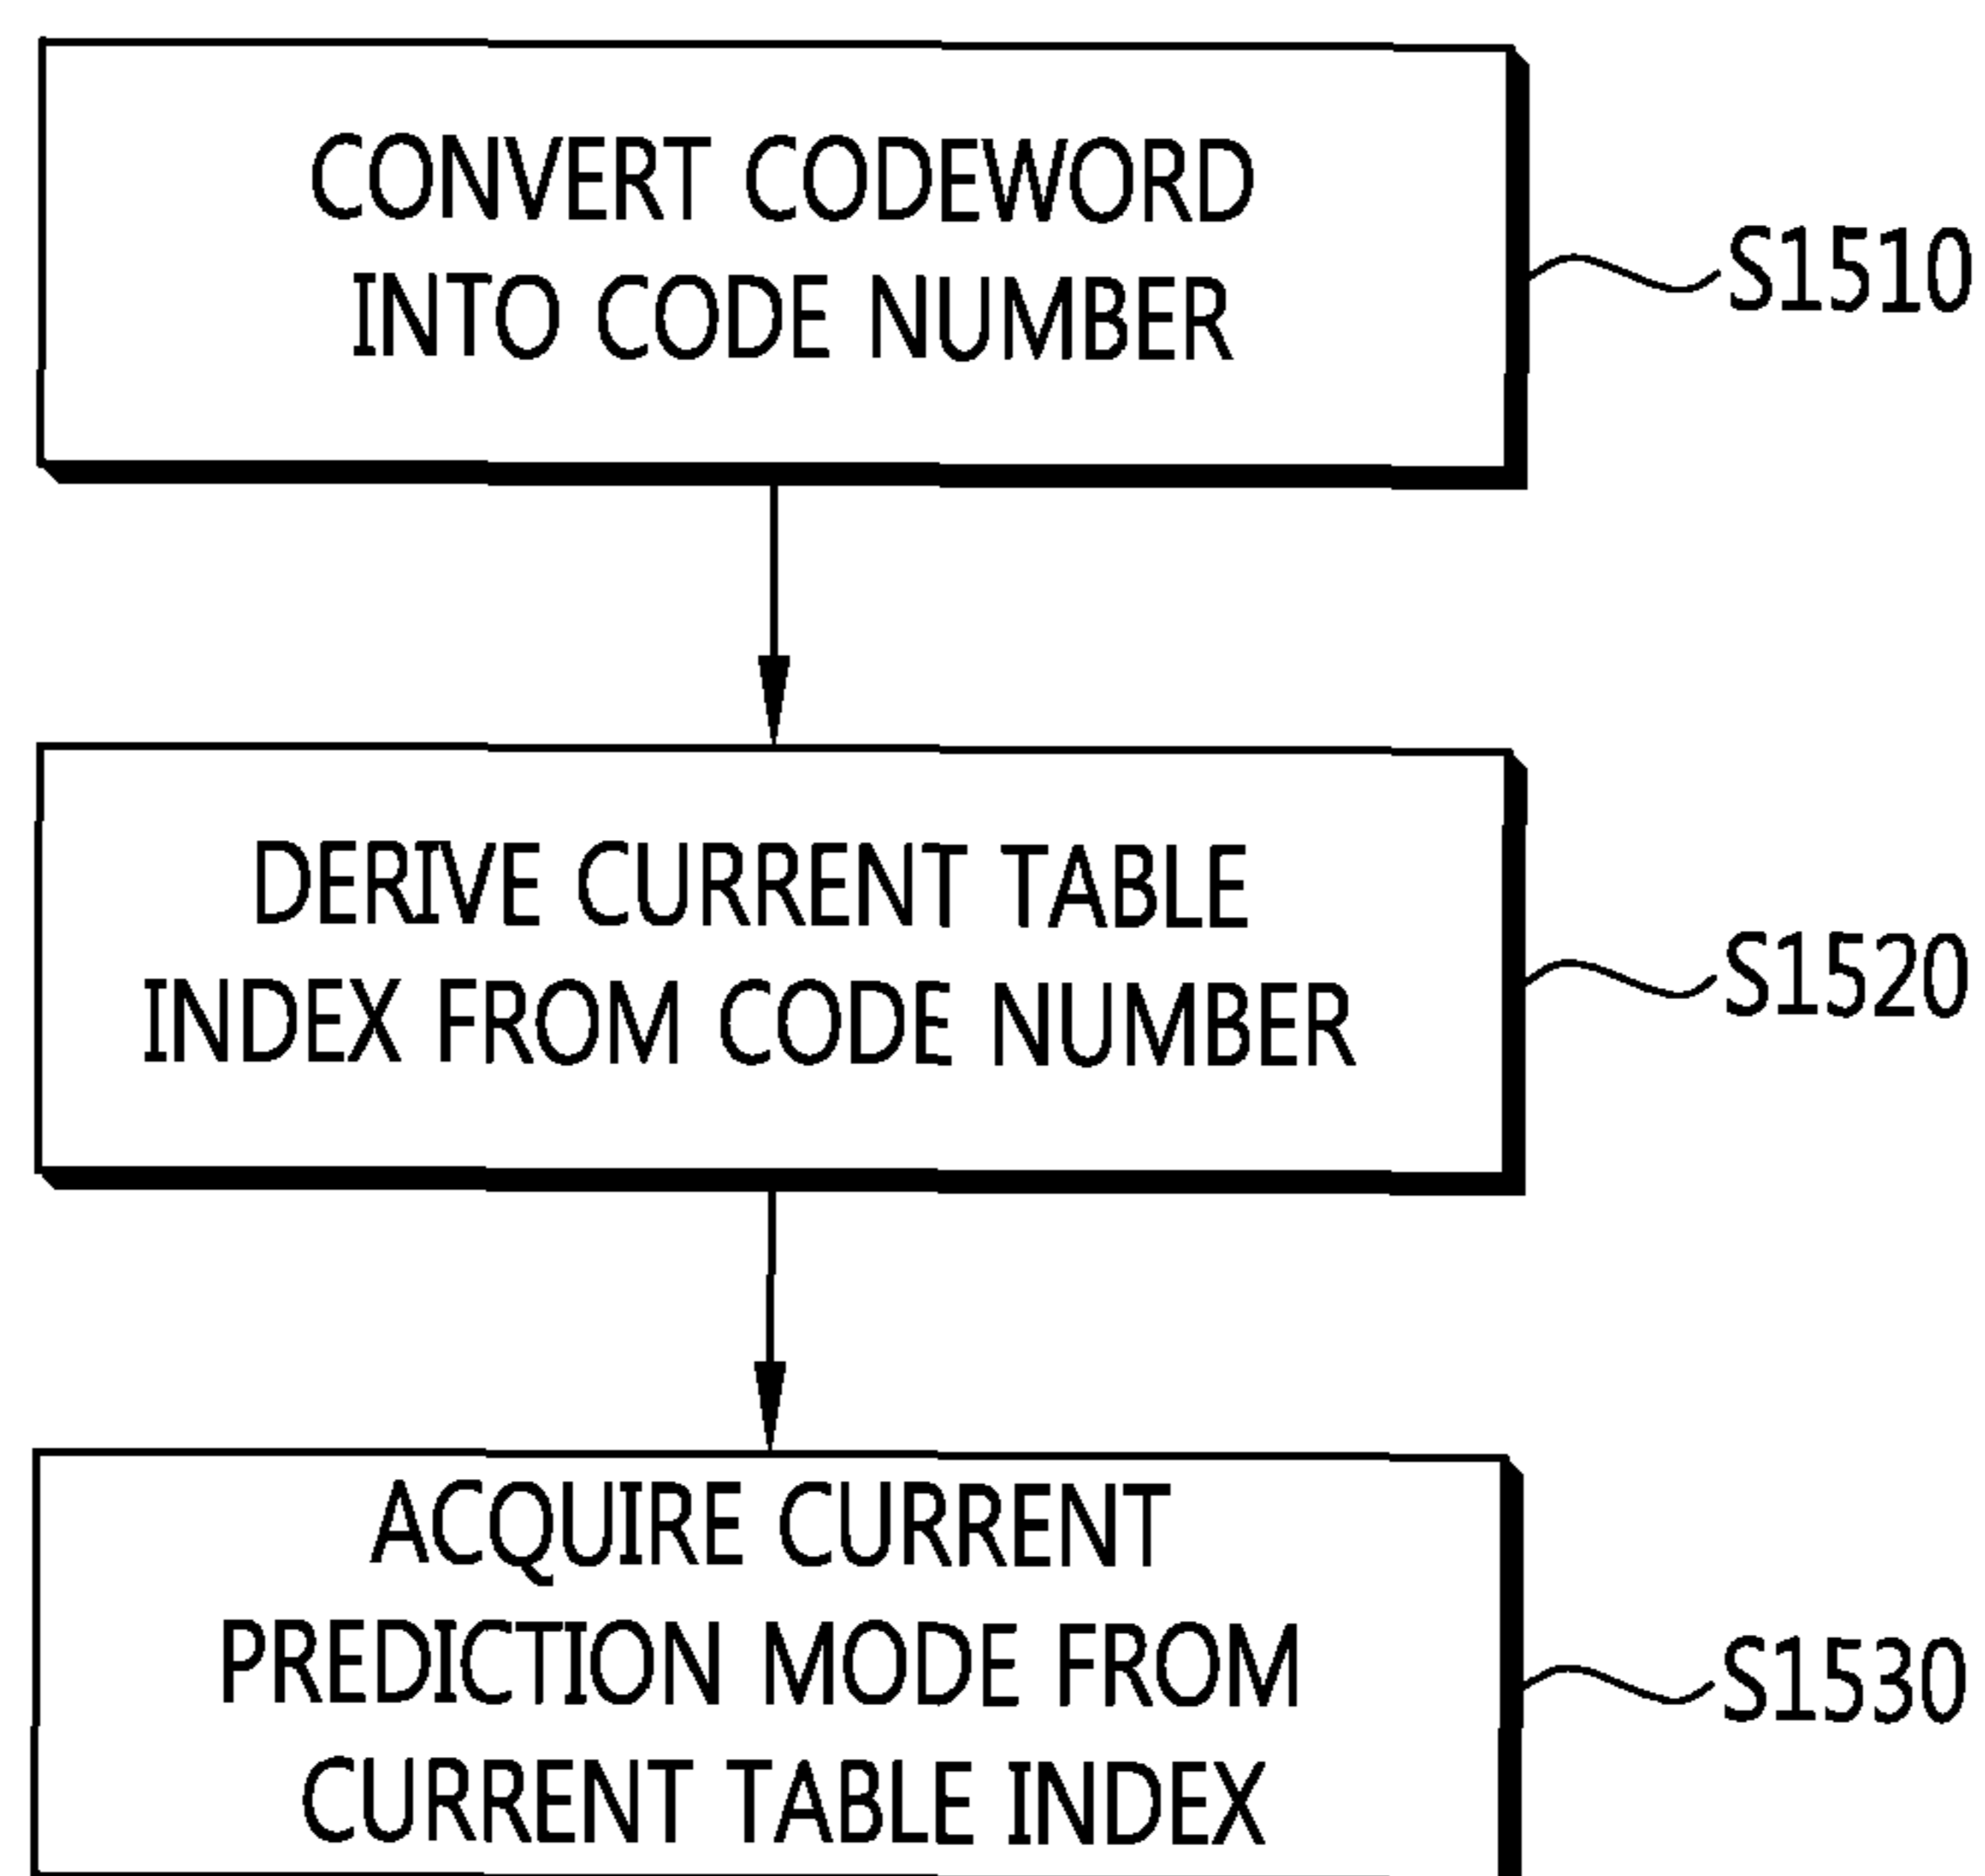 CONVERT CODEWORD
INTO CODE NUMBER
S1510
DERIVE CURRENT TABLE
INDEX FROM CODE NUMBER
S1520
ACQUIRE CURRENT
PREDICTION MODE FROM
CURRENT TABLE INDEX
S1530